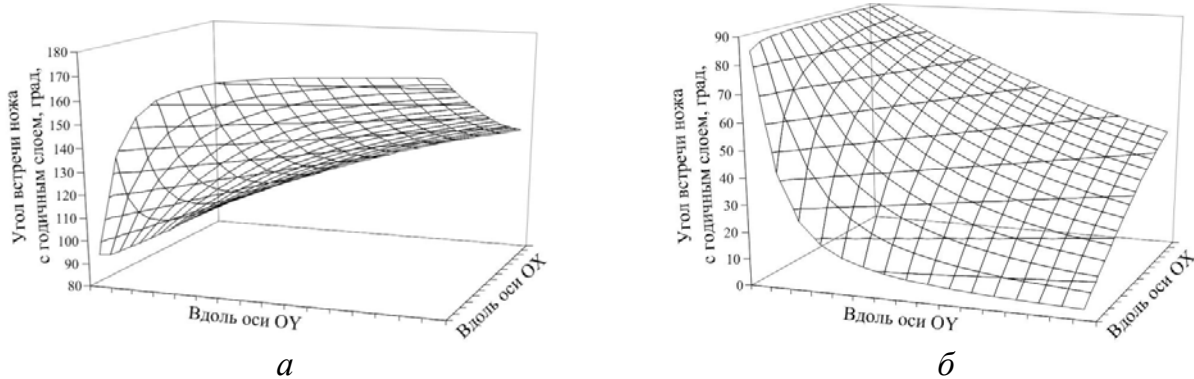 Угол встречи ножа
с годичным слоем, град,
180
170
160
150
140
130
120
110
100
90
80
Вдоль оси OY
Вдоль оси OX
а
Угол встречи ножа
с годичным слоем, град,
90
80
70
60
50
40
30
20
10
0
Вдоль оси OY
Вдоль оси OX
б